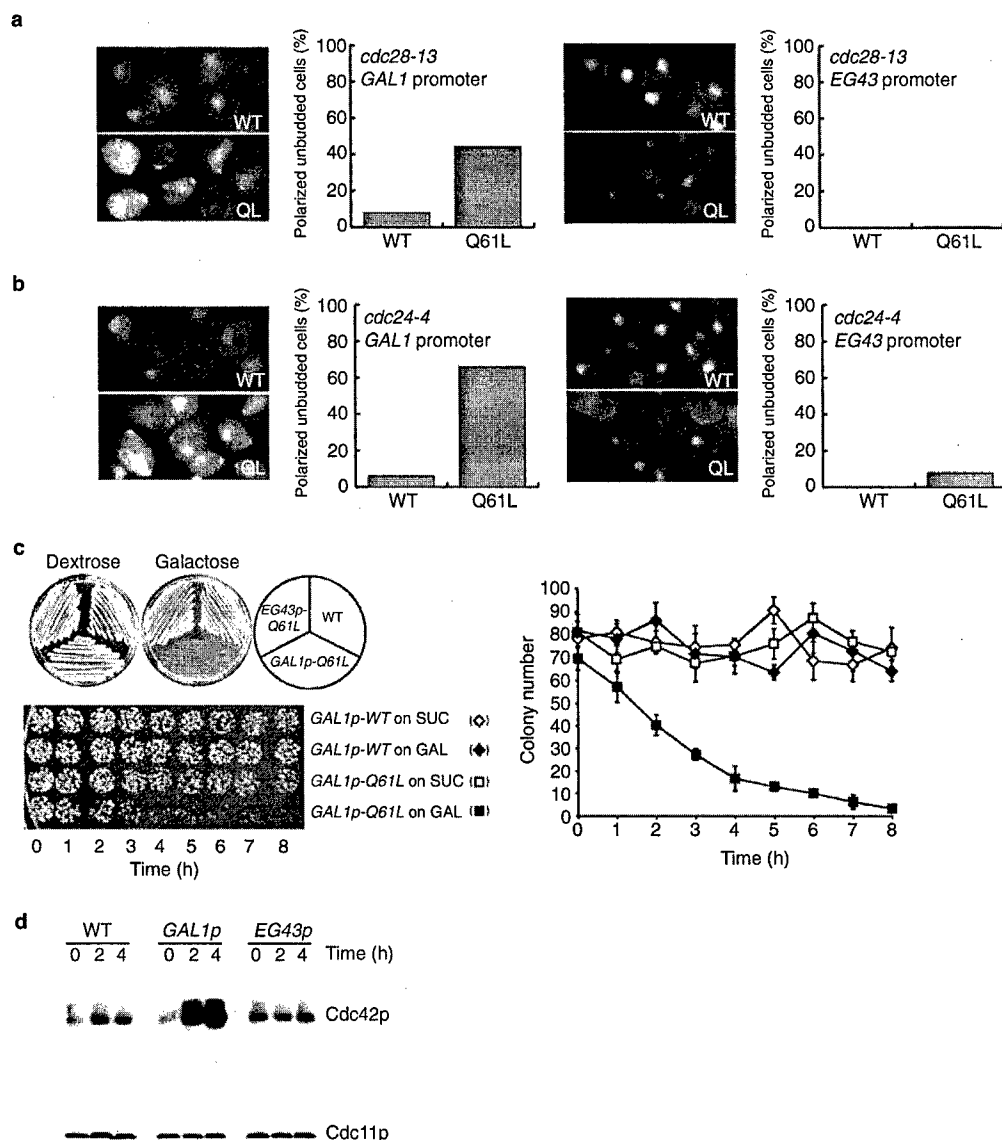 a
WT
QL
Polarized unbudded cells (%)
100
80
60
40
20
0
cdc28-13
GAL1 promoter
WT Q61L
WT
QL
Polarized unbudded cells (%)
100
80
60
40
20
0
cdc28-13
EG43 promoter
WT Q61L
b
WT
QL
Polarized unbudded cells (%)
100
80
60
40
20
0
cdc24-4
GAL1 promoter
WT Q61L
WT
QL
Polarized unbudded cells (%)
100
80
60
40
20
0
cdc24-4
EG43 promoter
WT Q61L
c
Dextrose Galactose
EG43p-
Q61L
WT
GAL1p-Q61L
GAL1p-WT on SUC (◇)
GAL1p-WT on GAL (◆)
GAL1p-Q61L on SUC (□)
GAL1p-Q61L on GAL (■)
0 1 2 3 4 5 6 7 8
Time (h)
Colony number
100
90
80
70
60
50
40
30
20
10
0
0 1 2 3 4 5 6 7 8
Time (h)
d
WT GAL1p EG43p
0 2 4 0 2 4 0 2 4 Time (h)
Cdc42p
Cdc11p